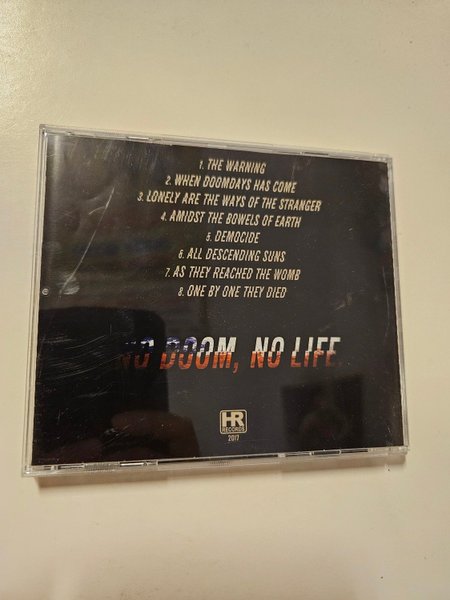 1. THE WARNING
2. WHEN DOOMDAYS HAS COME
3. LONELY ARE THE WAYS OF THE STRANGER
4. AMIDST THE BOWELS OF EARTH
5. DEMOCIDE
6. ALL DESCENDING SUNS
7. AS THEY REACHED THE WOMB
8. ONE BY ONE THEY DIED
NO DOOM, NO LIFE
HR
RECORDS
2017